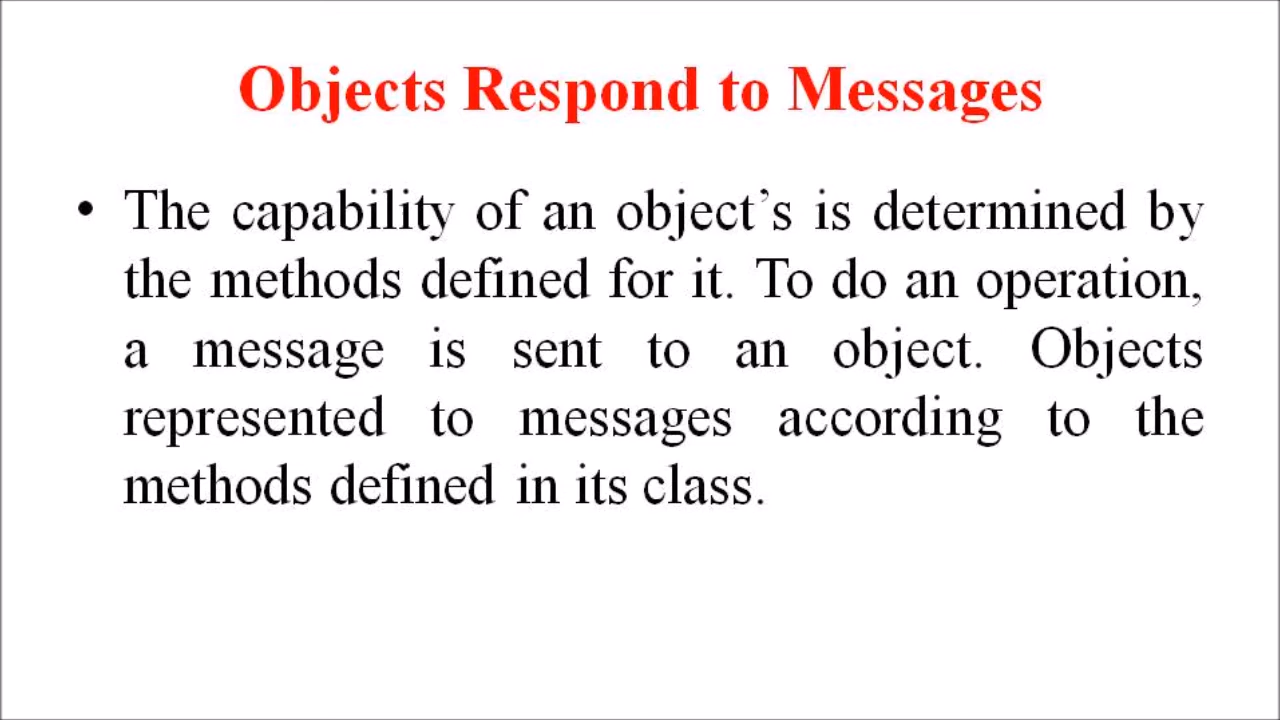 Objects Respond to Messages
• The capability of an object’s is determined by
the methods defined for it. To do an operation,
a message is sent to an object. Objects
represented to messages according to the
methods defined in its class.